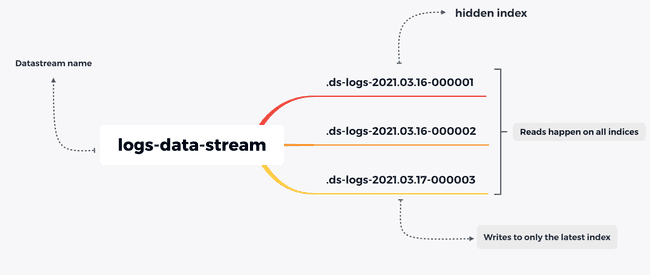 hidden index
Datastream name
.ds-logs-2021.03.16-000001
logs-data-stream
.ds-logs-2021.03.16-000002
Reads happen on all indices
.ds-logs-2021.03.17-000003
Writes to only the latest index